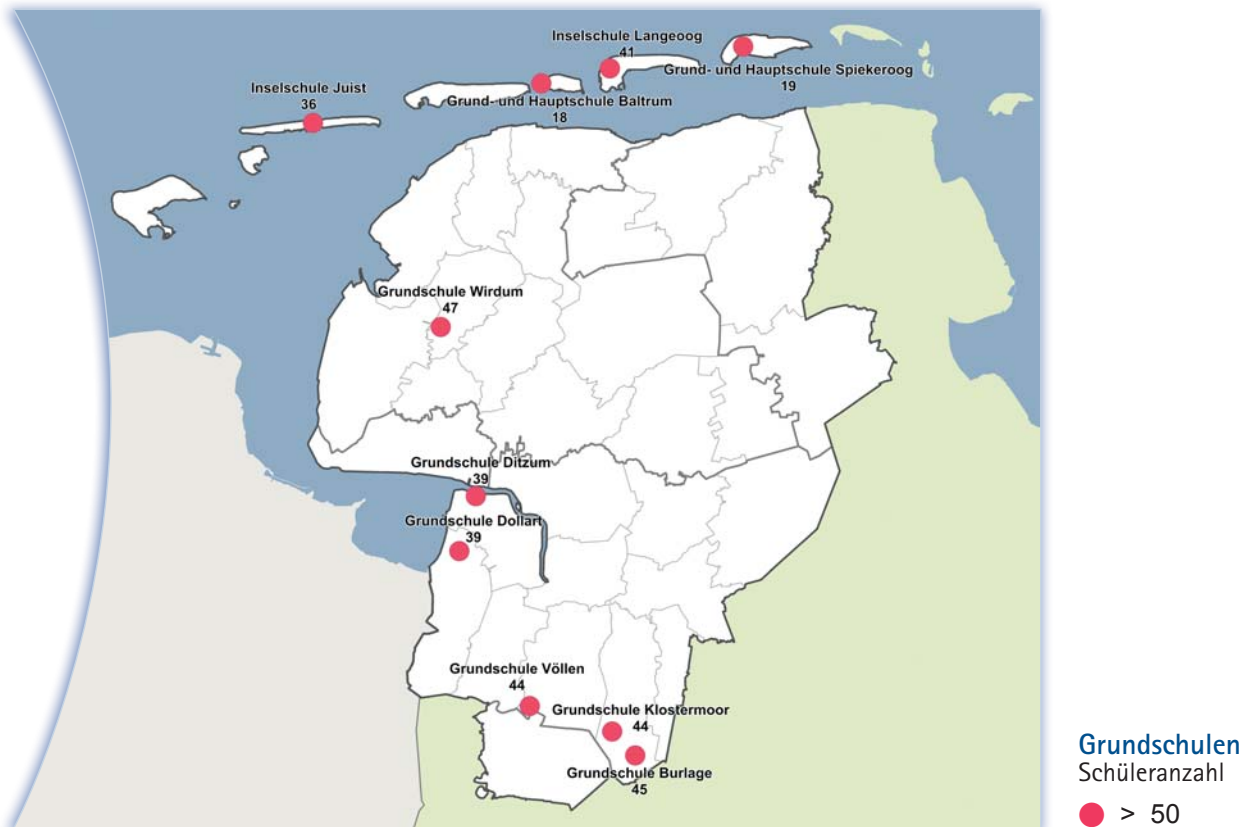 Inselschule Langeoog
41
Grund- und Hauptschule Spiekeroog
19
Inselschule Juist
36
Grund- und Hauptschule Baltrum
18
Grundschule Wirdum
47
Grundschule Ditzum
39
Grundschule Dollart
39
Grundschule Völlen
44
Grundschule Klostermoor
44
Grundschule Burlage
45
Grundschulen
Schüleranzahl
> 50